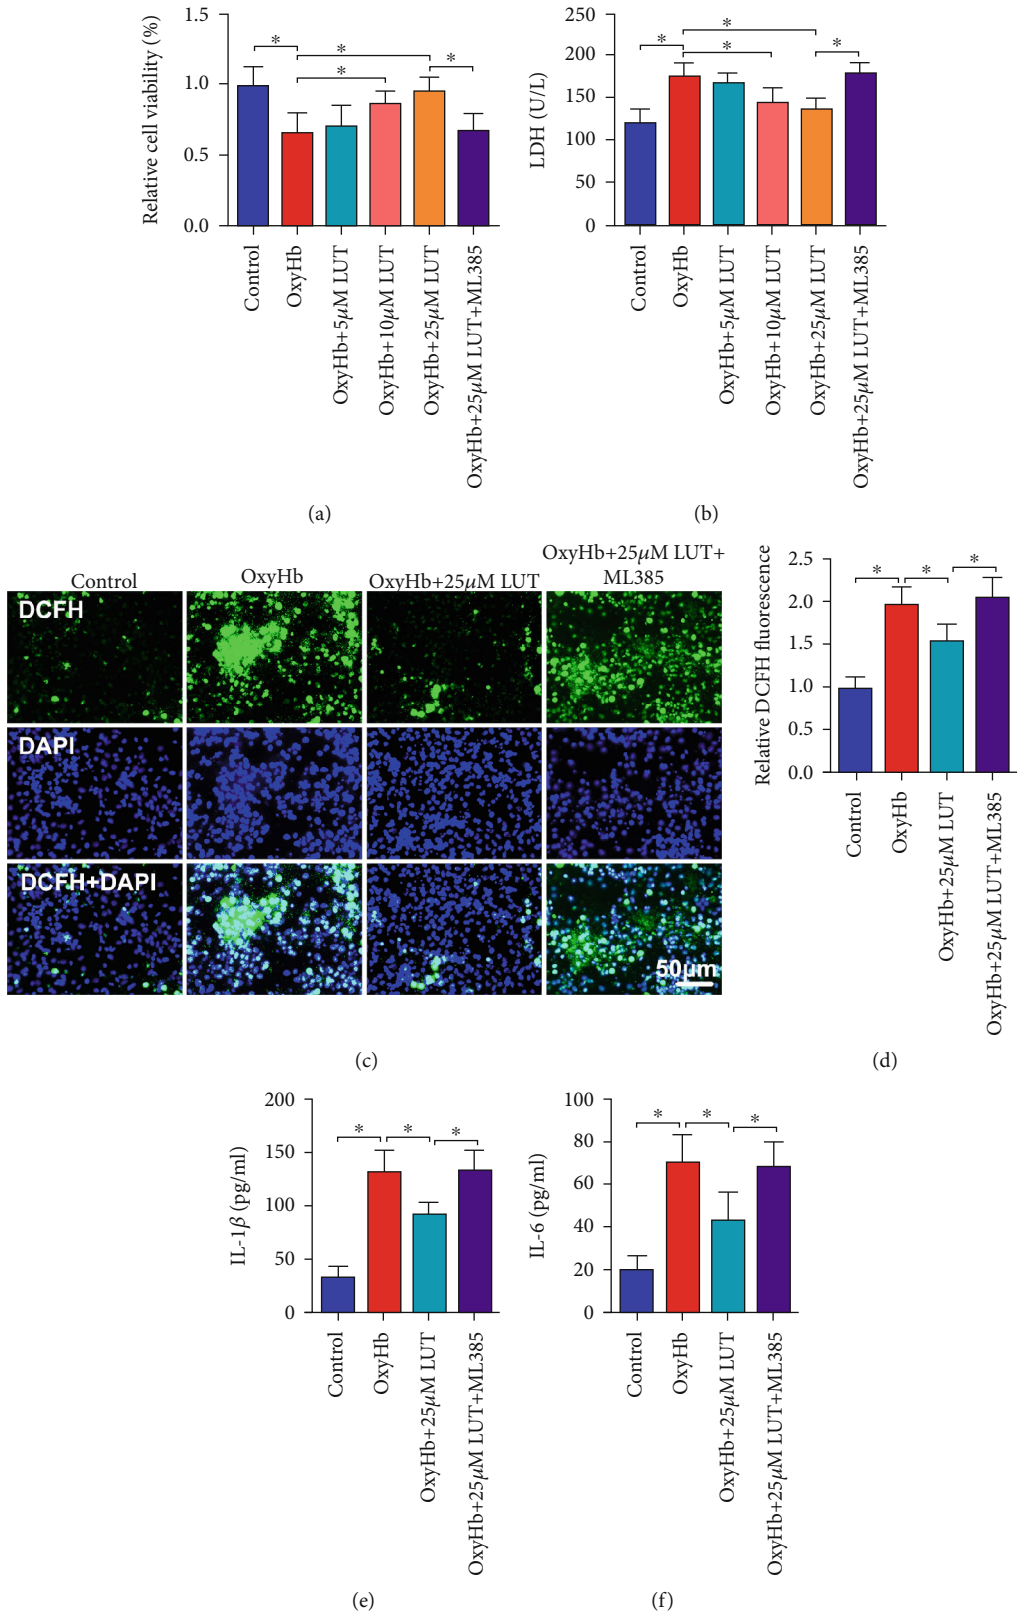 Relative cell viability (%)
1.5
1.0
0.5
0.0
*
*
*
*
Control
OxyHb
OxyHb+5μM LUT
OxyHb+10μM LUT
OxyHb+25μM LUT
OxyHb+25μM LUT+ML385
(a)
LDH (U/L)
250
200
150
100
50
0
*
*
*
*
Control
OxyHb
OxyHb+5μM LUT
OxyHb+10μM LUT
OxyHb+25μM LUT
OxyHb+25μM LUT+ML385
(b)
Control
OxyHb
OxyHb+25μM LUT
OxyHb+25μM LUT+
ML385
DCFH
DAPI
DCFH+DAPI
50μm
(c)
Relative DCFH fluorescence
2.5
2.0
1.5
1.0
0.0
*
*
*
Control
OxyHb
OxyHb+25μM LUT
OxyHb+25μM LUT+ML385
(d)
IL-1β (pg/ml)
200
150
100
50
0
*
*
*
Control
OxyHb
OxyHb+25μM LUT
OxyHb+25μM LUT+ML385
(e)
IL-6 (pg/ml)
100
80
60
40
20
0
*
*
*
Control
OxyHb
OxyHb+25μM LUT
OxyHb+25μM LUT+ML385
(f)